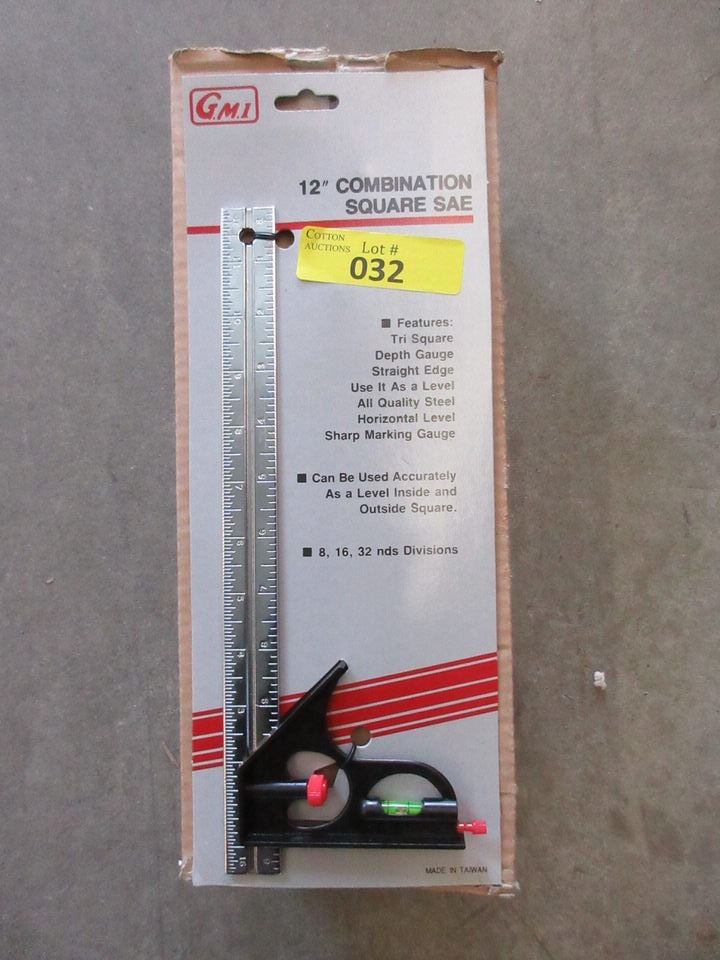 G.M.I
12" COMBINATION
SQUARE SAE
COTTON
AUCTIONS
Lot #
032
■ Features:
Tri Square
Depth Gauge
Straight Edge
Use It As a Level
All Quality Steel
Horizontal Level
Sharp Marking Gauge
■ Can Be Used Accurately
As a Level Inside and
Outside Square.
■ 8, 16, 32 nds Divisions
MADE IN TAIWAN